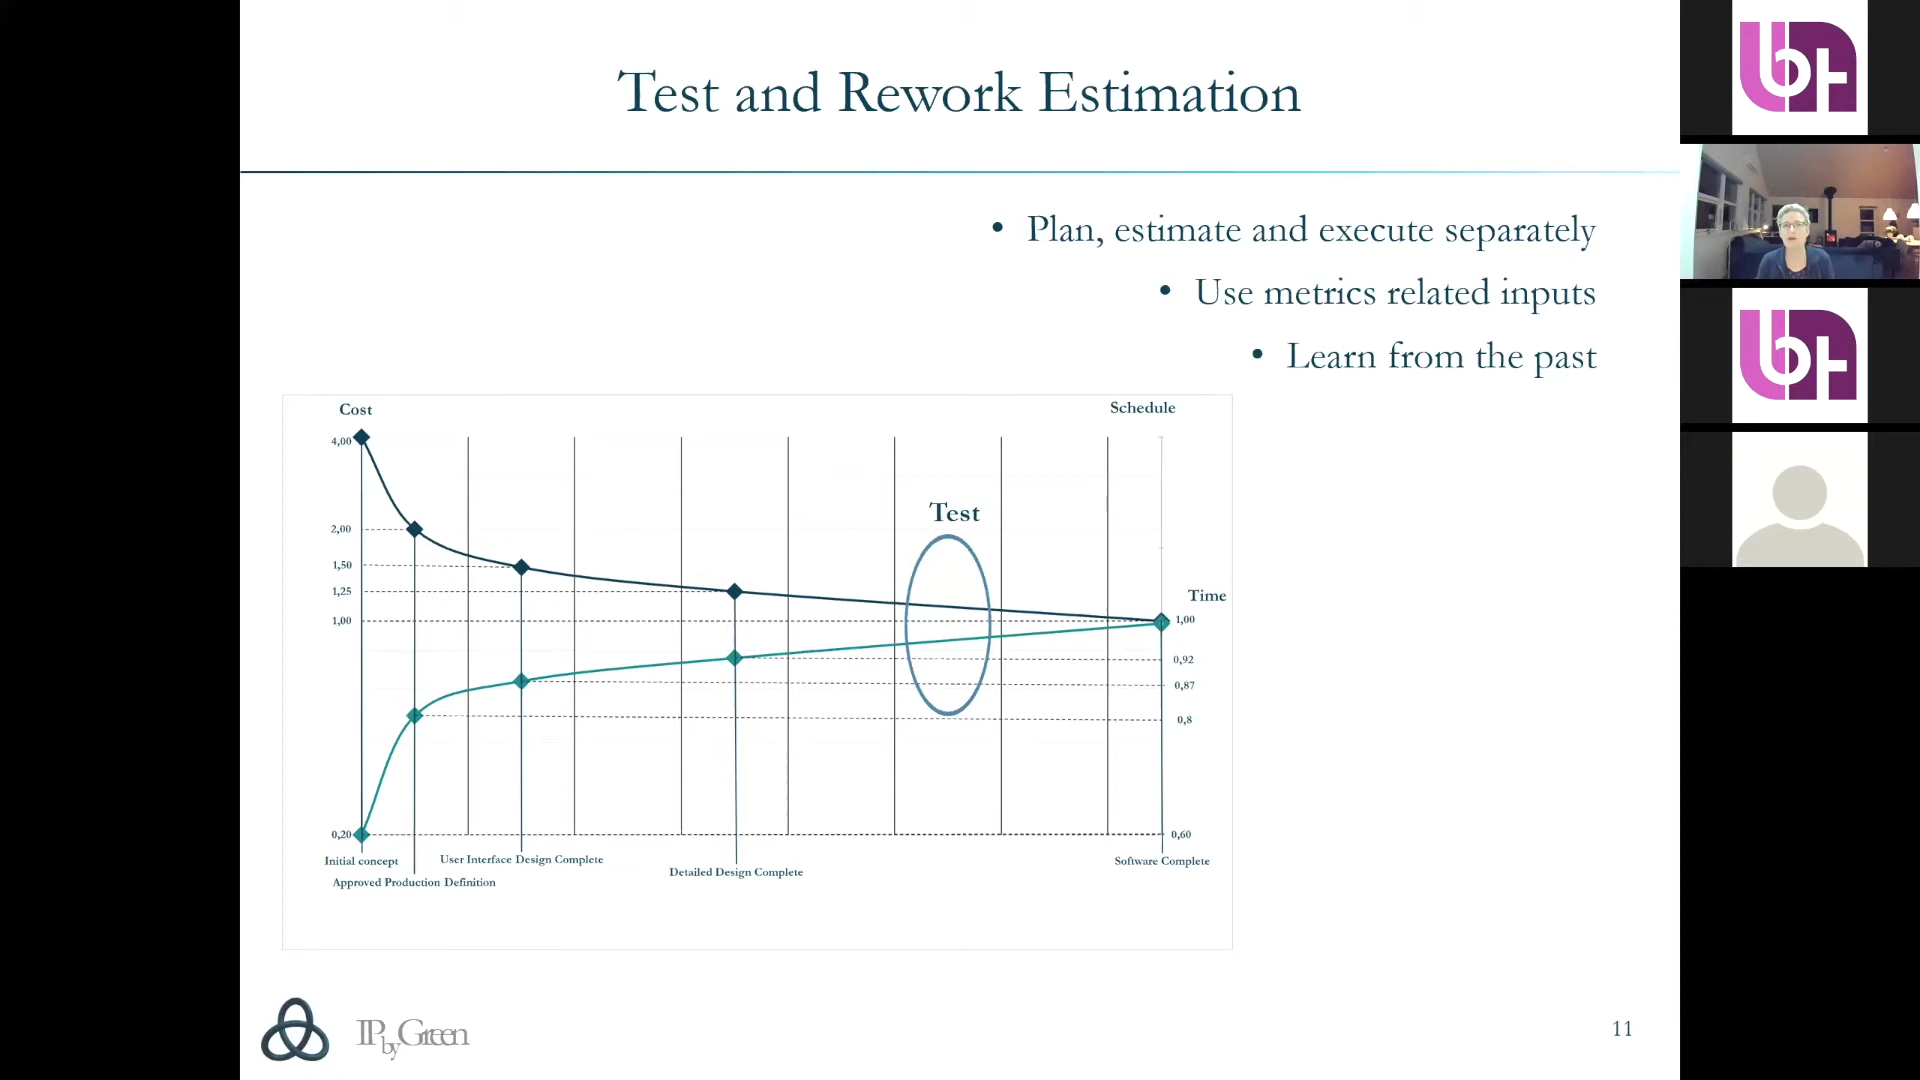 Test and Rework Estimation
• Plan, estimate and execute separately
• Use metrics related inputs
• Learn from the past
Cost
Schedule
4,00
Test
2,00
1,50
1,25
Time
1,00
1,00
0,92
0,87
0,8
0,20
0,60
Initial concept
User Interface Design Complete
Software Complete
Detailed Design Complete
Approved Production Definition
IPbyGreen
11